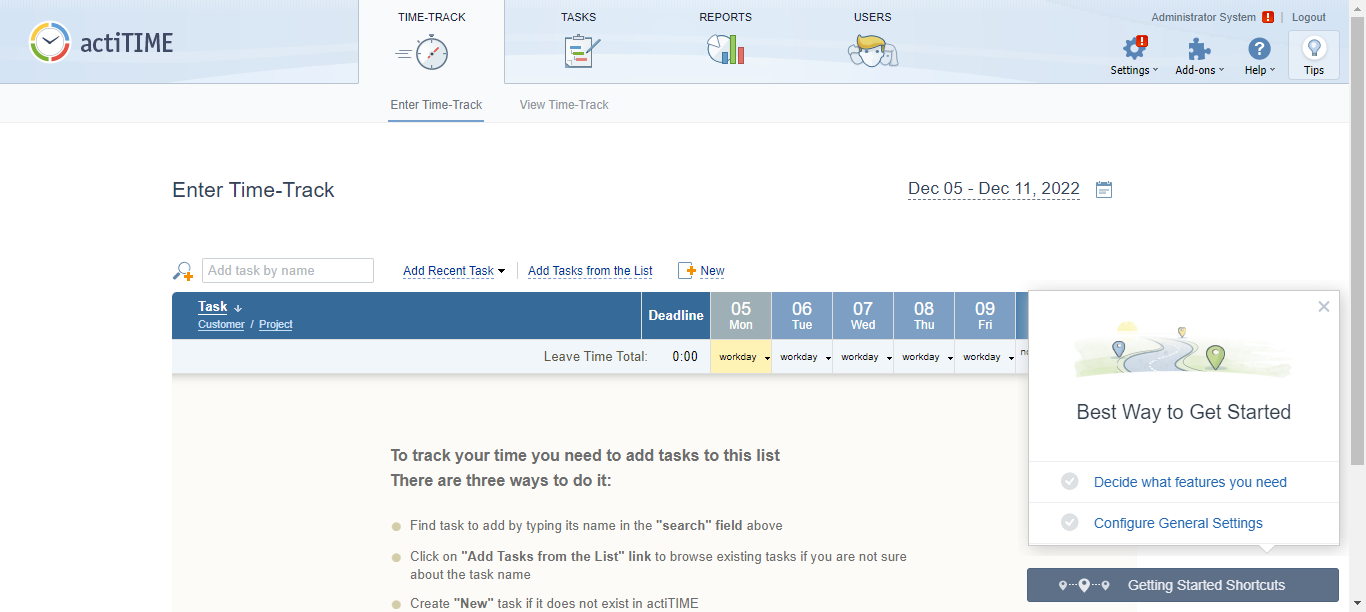 actiTIME
TIME-TRACK
TASKS
REPORTS
USERS
Administrator System ! | Logout
Settings
Add-ons
Help
Tips
Enter Time-Track
View Time-Track
Enter Time-Track
Dec 05 - Dec 11, 2022
Add task by name
Add Recent Task
Add Tasks from the List
New
Task ↓
Customer / Project
Deadline
05 Mon
06 Tue
07 Wed
08 Thu
09 Fri
Leave Time Total: 0:00
workday workday workday workday workday
To track your time you need to add tasks to this list
There are three ways to do it:
Find task to add by typing its name in the "search" field above
Click on "Add Tasks from the List" link to browse existing tasks if you are not sure
about the task name
Create "New" task if it does not exist in actiTIME
Best Way to Get Started
Decide what features you need
Configure General Settings
Getting Started Shortcuts